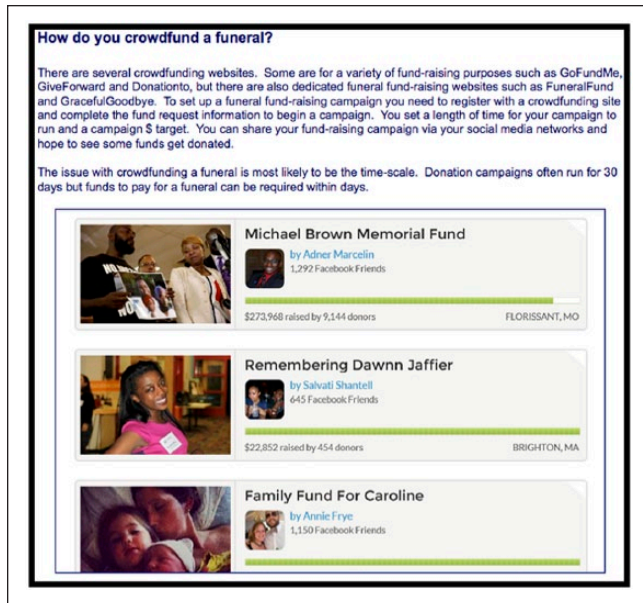 How do you crowdfund a funeral?
There are several crowdfunding websites. Some are for a variety of fund-raising purposes such as GoFundMe,
GiveForward and Donationto, but there are also dedicated funeral fund-raising websites such as FuneralFund
and GracefulGoodbye. To set up a funeral fund-raising campaign you need to register with a crowdfunding site
and complete the fund request information to begin a campaign. You set a length of time for your campaign to
run and a campaign $ target. You can share your fund-raising campaign via your social media networks and
hope to see some funds get donated.
The issue with crowdfunding a funeral is most likely to be the time-scale. Donation campaigns often run for 30
days but funds to pay for a funeral can be required within days.
Michael Brown Memorial Fund
by Adner Marcelin
1,292 Facebook Friends
$273,968 raised by 9,144 donors
FLORISSANT, MO
Remembering Dawnn Jaffier
by Salvati Shantell
645 Facebook Friends
$22,852 raised by 454 donors
BRIGHTON, MA
Family Fund For Caroline
by Annie Frye
1,150 Facebook Friends